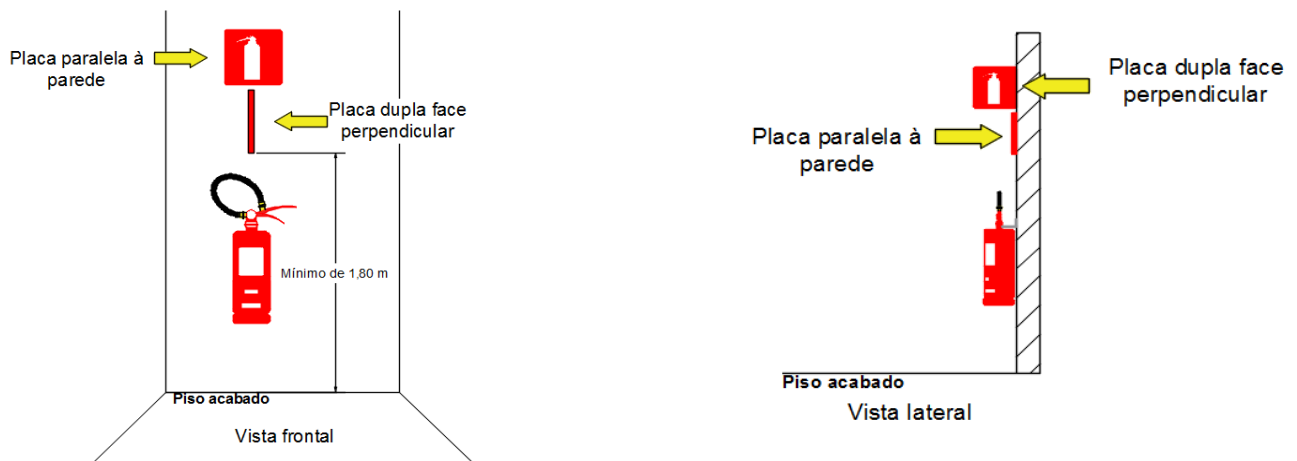 Placa paralela à
parede
Placa dupla face
perpendicular
Mínimo de 1,80 m
Piso acabado
Vista frontal
Placa dupla face
perpendicular
Placa paralela à
parede
Piso acabado
Vista lateral